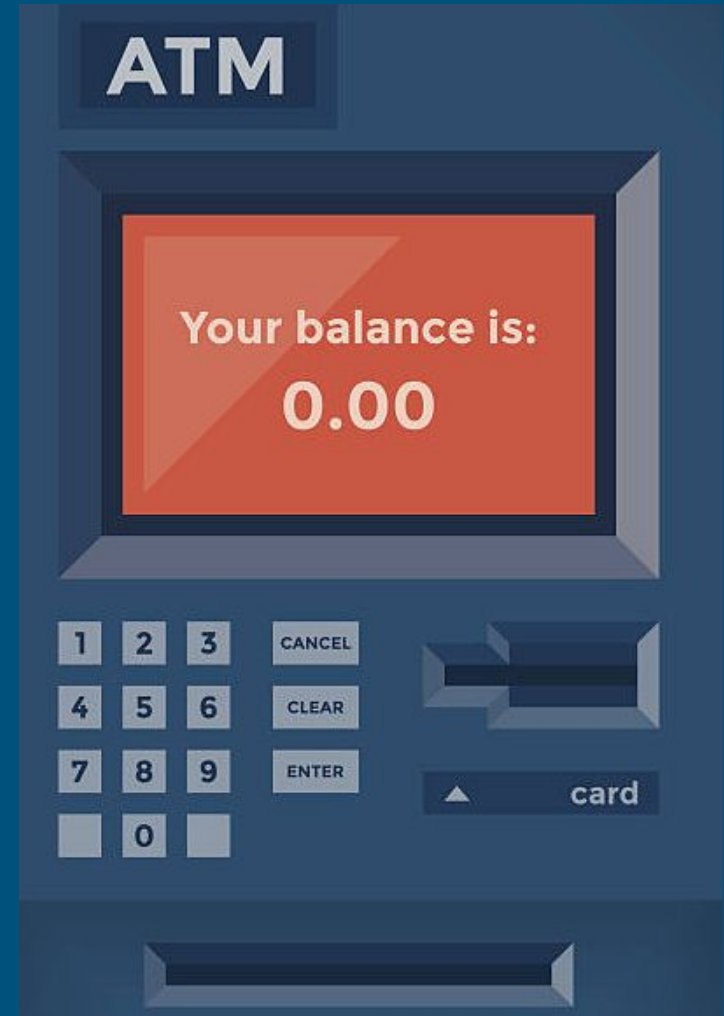 ATM
Your balance is:
0.00
1 2 3 CANCEL
4 5 6 CLEAR
7 8 9 ENTER
card
0